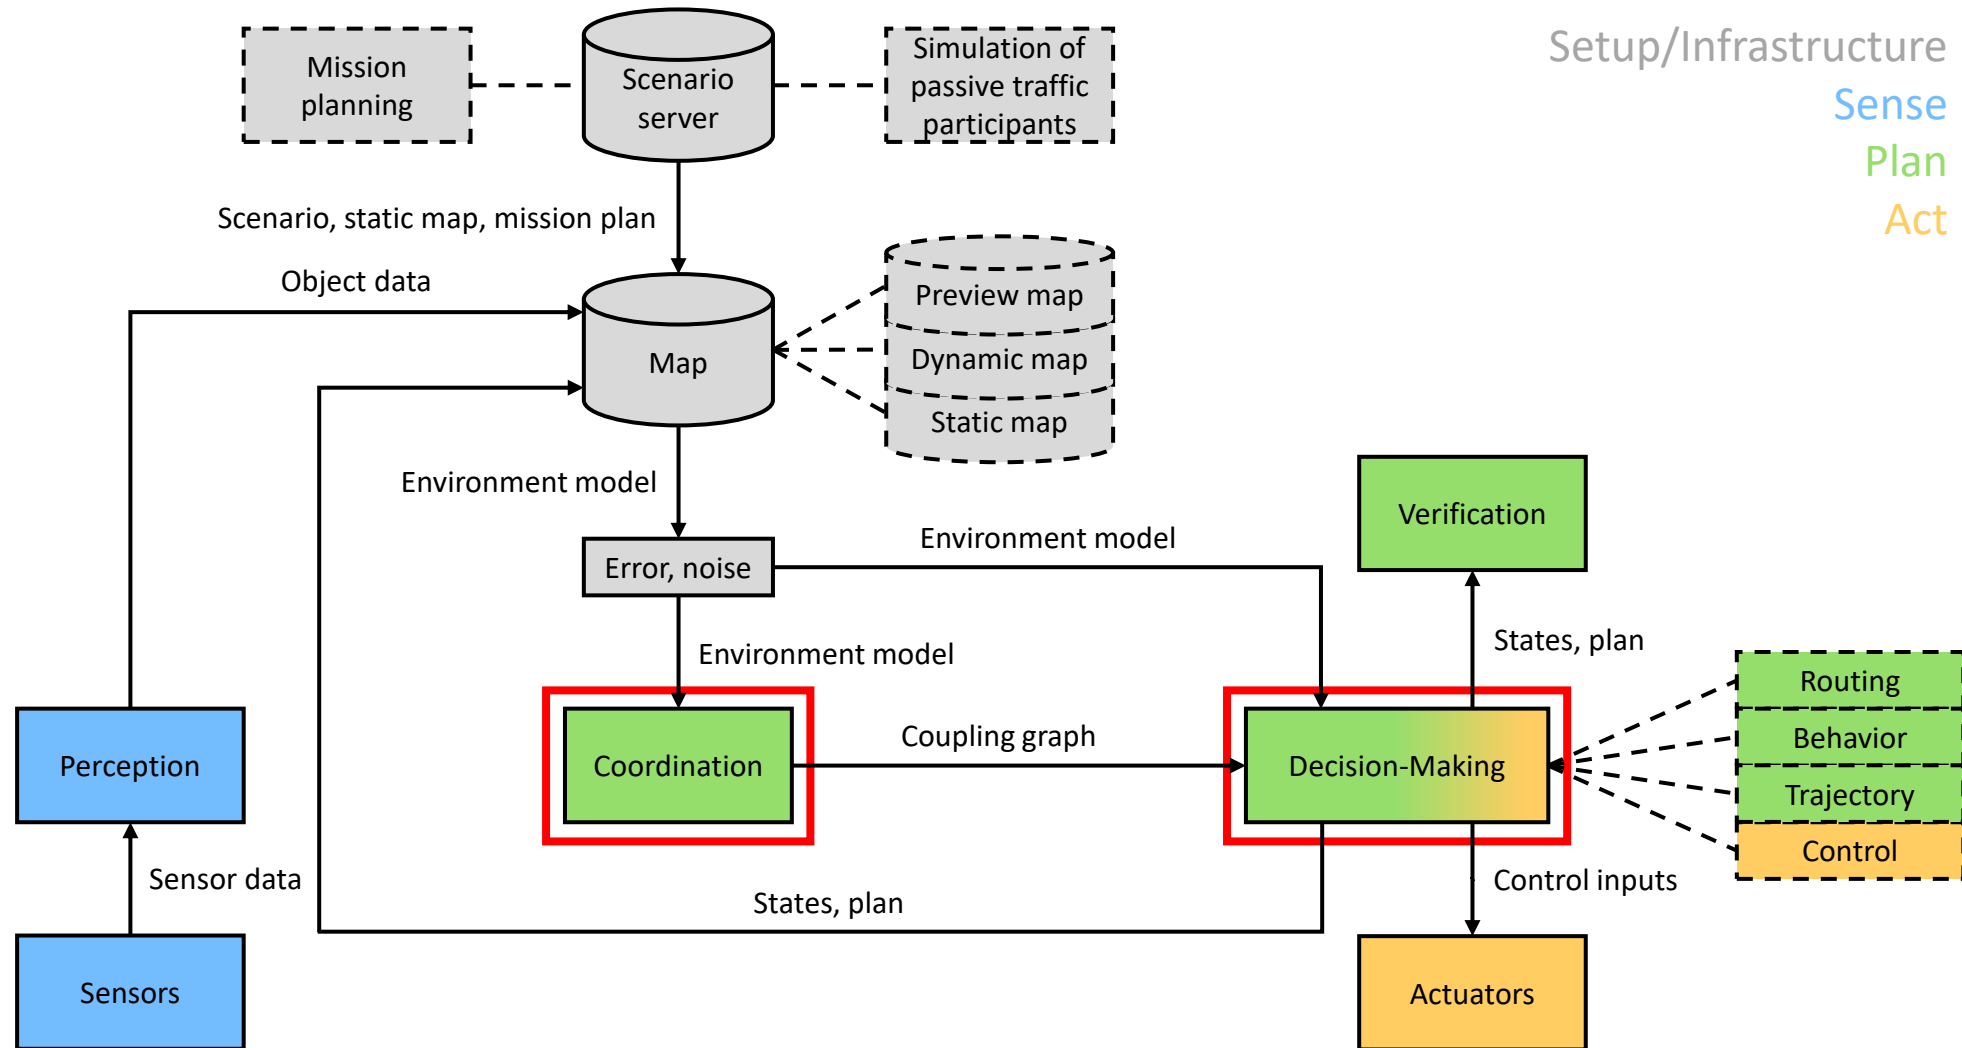 Setup/Infrastructure
Sense
Plan
Act
Mission
planning
Scenario
server
Simulation of
passive traffic
participants
Scenario, static map, mission plan
Object data
Map
Preview map
Dynamic map
Static map
Environment model
Error, noise
Environment model
Environment model
Verification
States, plan
Perception
Coordination
Coupling graph
Decision-Making
Routing
Behavior
Trajectory
Control
Sensor data
States, plan
Control inputs
Sensors
Actuators